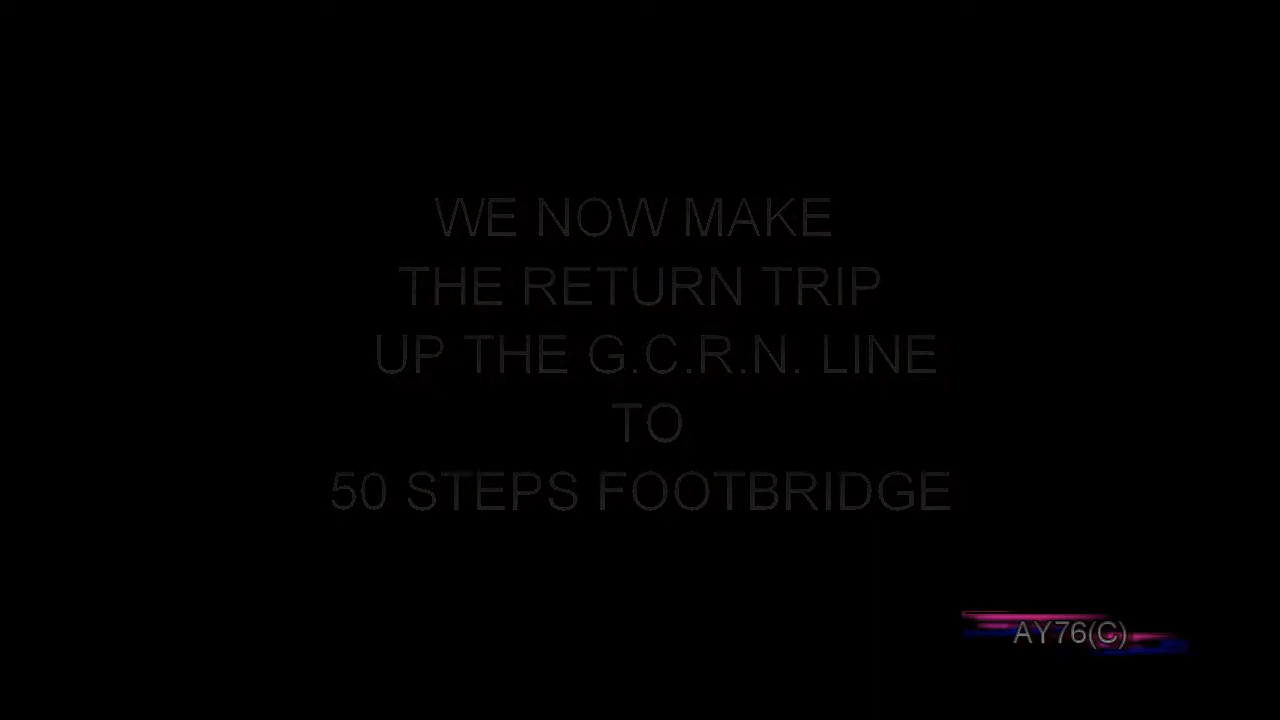 WE NOW MAKE
THE RETURN TRIP
UP THE G.C.R.N. LINE
TO
50 STEPS FOOTBRIDGE
AY76(C)